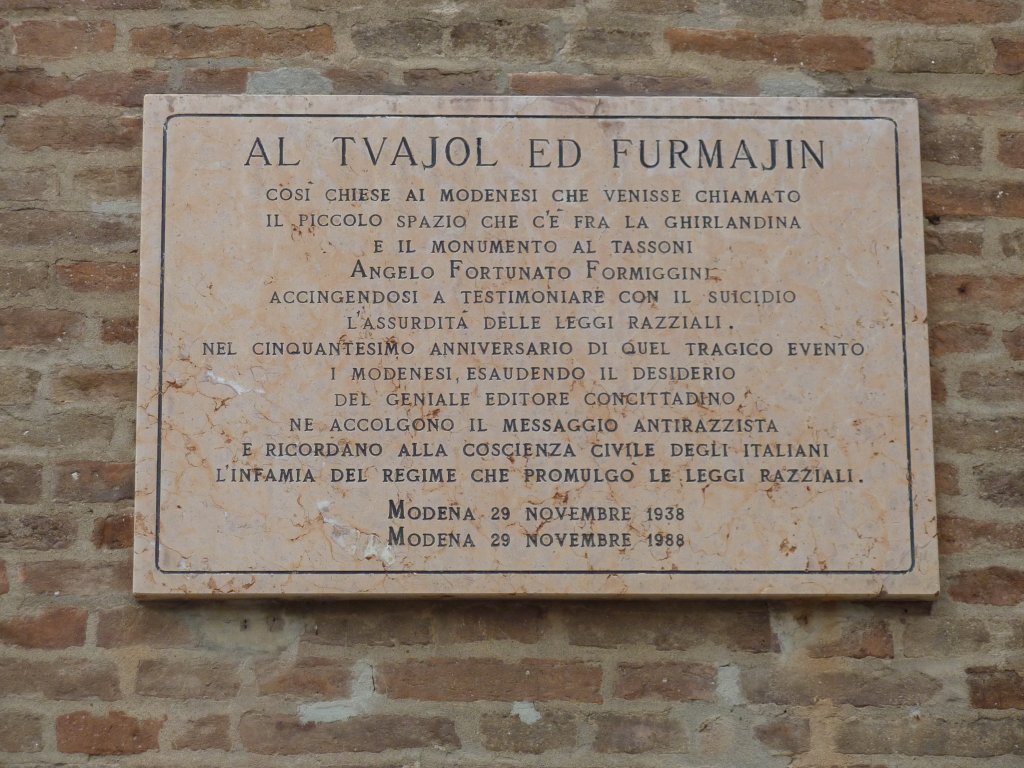 AL TVAJOL ED FURMAJIN
COSÌ CHIESE AI MODENESI CHE VENISSE CHIAMATO
IL PICCOLO SPAZIO CHE C'È FRA LA GHIRLANDINA
E IL MONUMENTO AL TASSONI
ANGELO FORTUNATO FORMIGGINI
ACCINGENDOSI A TESTIMONIARE CON IL SUICIDIO
L'ASSURDITÀ DELLE LEGGI RAZZIALI.
NEL CINQUANTESIMO ANNIVERSARIO DI QUEL TRAGICO EVENTO
I MODENESI, ESAUDENDO IL DESIDERIO
DEL GENIALE EDITORE CONCITTADINO
NE ACCOLGONO IL MESSAGGIO ANTIRAZZISTA
E RICORDANO ALLA COSCIENZA CIVILE DEGLI ITALIANI
L'INFAMIA DEL REGIME CHE PROMULGÒ LE LEGGI RAZZIALI.
MODENA 29 NOVEMBRE 1938
MODENA 29 NOVEMBRE 1988